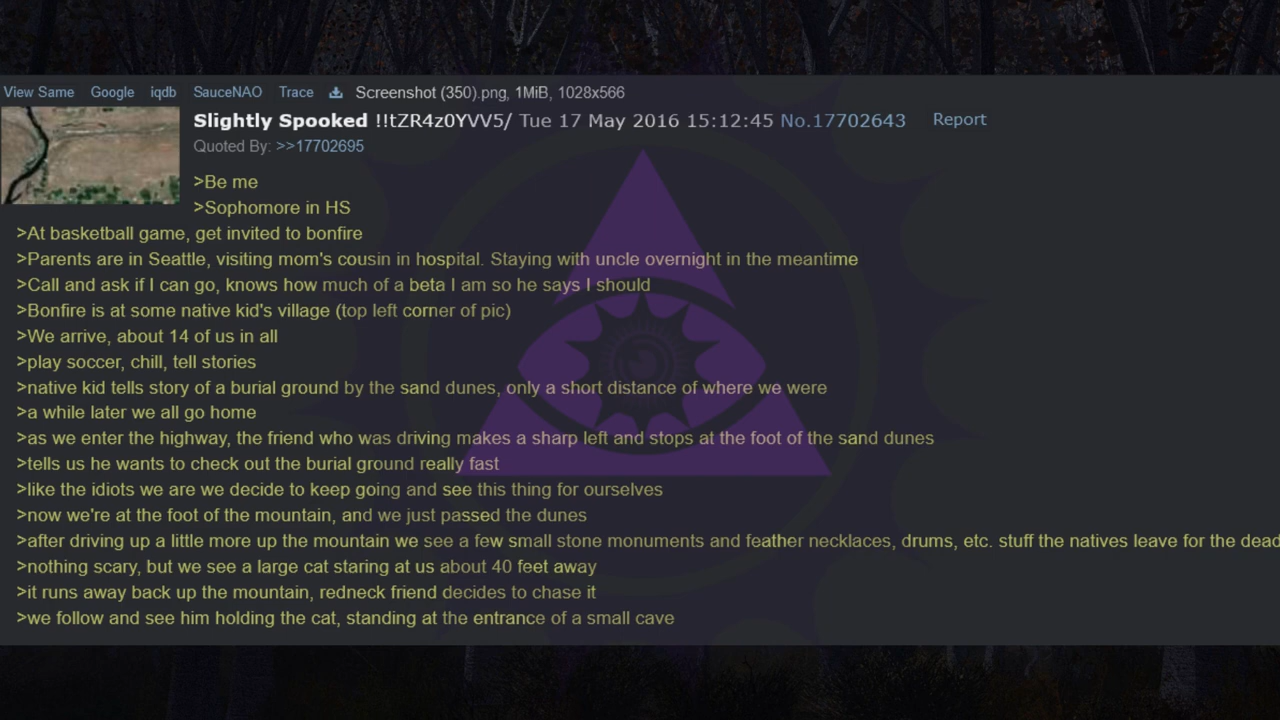 View Same Google iqdb SauceNAO Trace Screenshot (350).png, 1MiB, 1028x566
Slightly Spooked !!tZR4z0YVV5/ Tue 17 May 2016 15:12:45 No.17702643 Report
Quoted By: >>17702695
>Be me
>Sophomore in HS
>At basketball game, get invited to bonfire
>Parents are in Seattle, visiting mom's cousin in hospital. Staying with uncle overnight in the meantime
>Call and ask if I can go, knows how much of a beta I am so he says I should
>Bonfire is at some native kid's village (top left corner of pic)
>We arrive, about 14 of us in all
>play soccer, chill, tell stories
>native kid tells story of a burial ground by the sand dunes, only a short distance of where we were
>a while later we all go home
>as we enter the highway, the friend who was driving makes a sharp left and stops at the foot of the sand dunes
>tells us he wants to check out the burial ground really fast
>like the idiots we are we decide to keep going and see this thing for ourselves
>now we're at the foot of the mountain, and we just passed the dunes
>after driving up a little more up the mountain we see a few small stone monuments and feather necklaces, drums, etc. stuff the natives leave for the dead
>nothing scary, but we see a large cat staring at us about 40 feet away
>it runs away back up the mountain, redneck friend decides to chase it
>we follow and see him holding the cat, standing at the entrance of a small cave